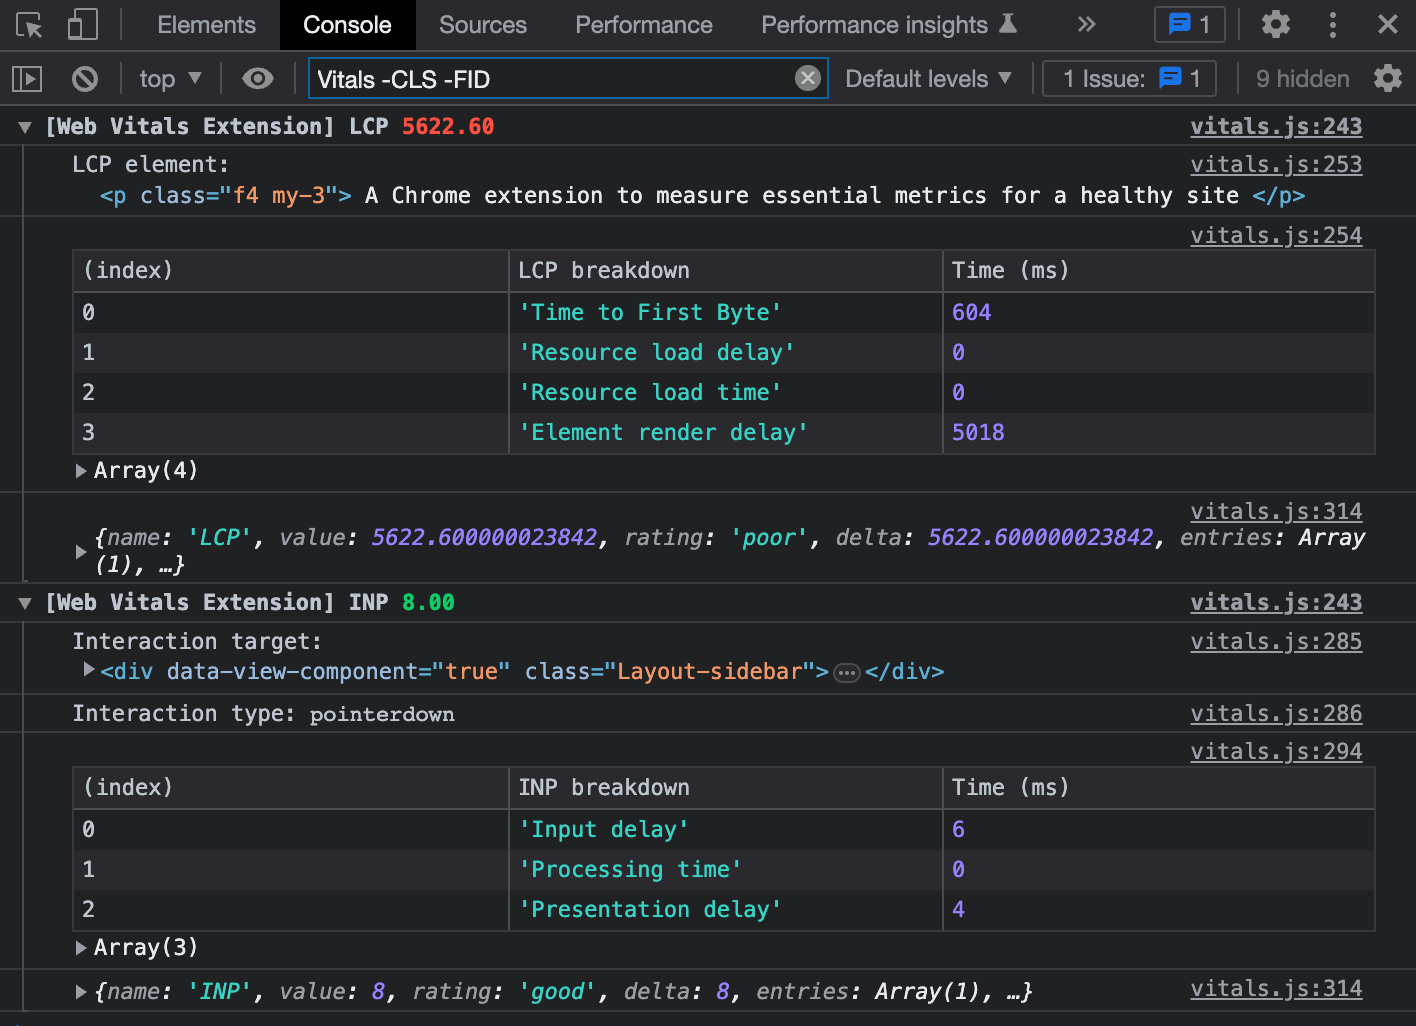 Elements Console Sources Performance Performance insights 1
top Vitals -CLS -FID Default levels 1 Issue: 1 9 hidden
[Web Vitals Extension] LCP 5622.60 vitals.js:243
LCP element: vitals.js:253
<p class="f4 my-3"> A Chrome extension to measure essential metrics for a healthy site </p>
vitals.js:254
(index) LCP breakdown Time (ms)
0 'Time to First Byte' 604
1 'Resource load delay' 0
2 'Resource load time' 0
3 'Element render delay' 5018
Array(4)
vitals.js:314
{name: 'LCP', value: 5622.600000023842, rating: 'poor', delta: 5622.600000023842, entries: Array
(1), …}
[Web Vitals Extension] INP 8.00 vitals.js:243
Interaction target: vitals.js:285
<div data-view-component="true" class="Layout-sidebar">…</div>
Interaction type: pointerdown vitals.js:286
vitals.js:294
(index) INP breakdown Time (ms)
0 'Input delay' 6
1 'Processing time' 0
2 'Presentation delay' 4
Array(3)
{name: 'INP', value: 8, rating: 'good', delta: 8, entries: Array(1), …} vitals.js:314